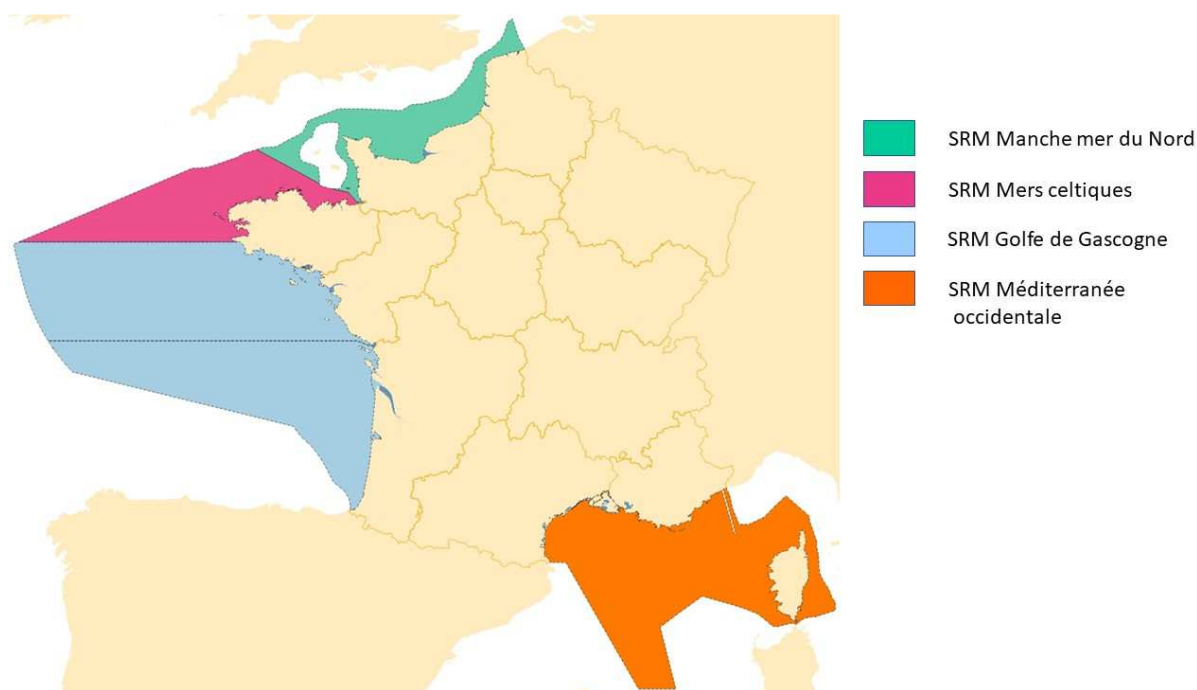 SRM Manche mer du Nord
SRM Mers celtiques
SRM Golfe de Gascogne
SRM Méditerranée
occidentale